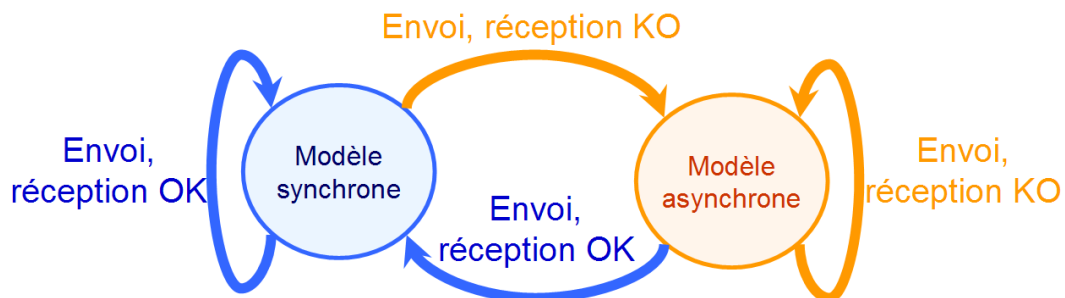 Envoi, réception KO
Envoi,
réception OK
Modèle
synchrone
Envoi,
réception OK
Modèle
asynchrone
Envoi,
réception KO